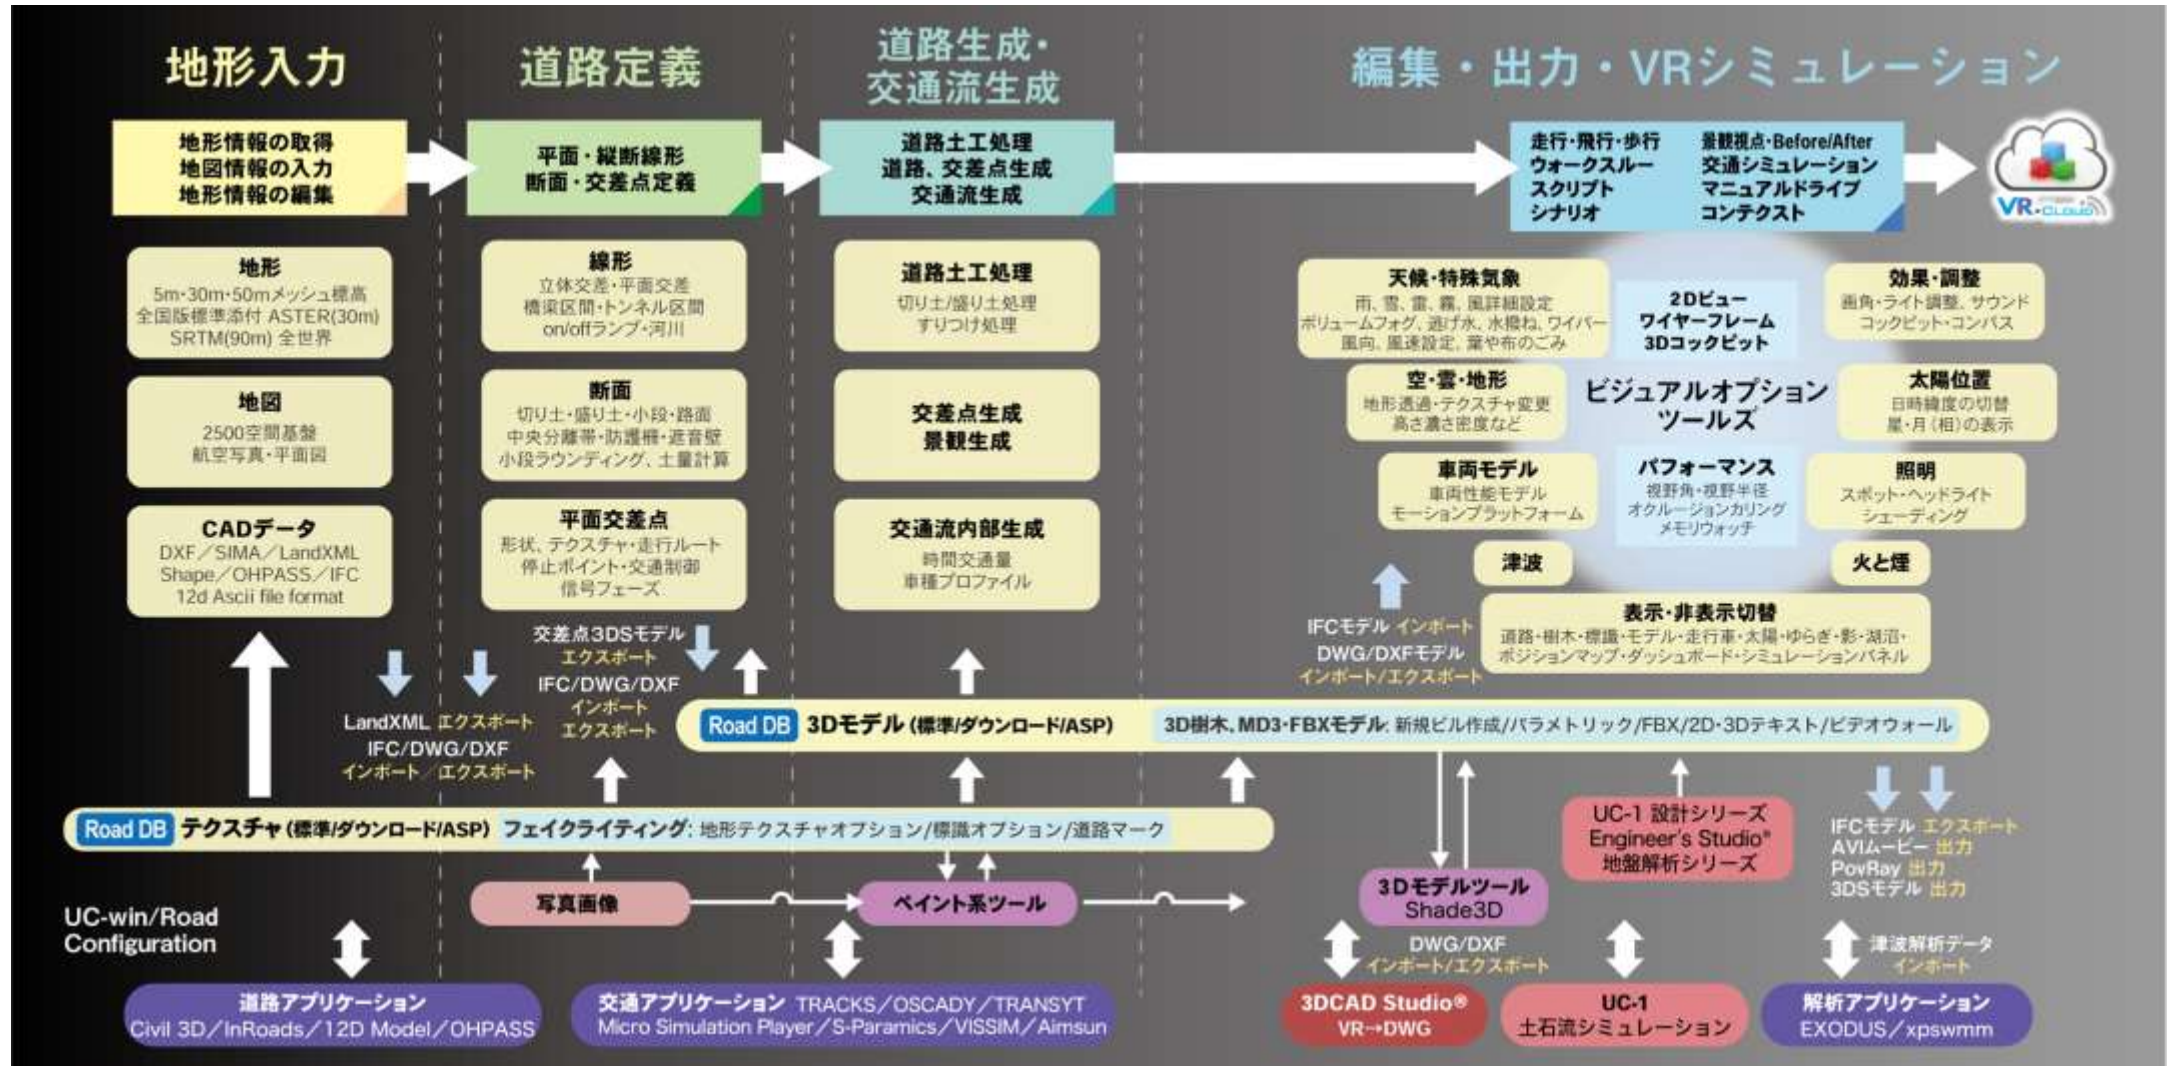 地形入力
地形情報の取得
地図情報の入力
地形情報の編集
地形
5m・30m・50mメッシュ標高
全国版標準添付 ASTER(30m)
SRTM(90m) 全世界
地図
2500空間基盤
航空写真・平面図
CADデータ
DXF／SIMA／LandXML
Shape／OHPASS／IFC
12d Ascii file format
道路定義
平面・縦断線形
断面・交差点定義
線形
立体交差・平面交差
橋梁区間・トンネル区間
on/offランプ・河川
断面
切り土・盛り土・小段・路面
中央分離帯・防護柵・遮音壁
小段ラウンディング、土量計算
平面交差点
形状、テクスチャ・走行ルート
停止ポイント・交通制御
信号フェーズ
道路生成・
交通流生成
道路土工処理
道路、交差点生成
交通流生成
道路土工処理
切り土/盛り土処理
すりつけ処理
交差点生成
景観生成
交通流内部生成
時間交通量
車種プロファイル
編集・出力・VRシミュレーション
走行・飛行・歩行
ウォークスルー
スクリプト
シナリオ
景観視点・Before/After
交通シミュレーション
マニュアルドライブ
コンテクスト
VR-CLOUD
天候・特殊気象
雨、雪、雷、霧、風詳細設定
ボリュームフォグ、逃げ水、水撥ね、ワイパー
風向、風速設定、葉や布のごみ
2Dビュー
ワイヤーフレーム
3Dコックピット
効果・調整
画角・ライト調整、サウンド
コックピット・コンパス
空・雲・地形
地形透過・テクスチャ変更
高さ濃さ密度など
ビジュアルオプション
ツールズ
太陽位置
日時緯度の切替
星・月（相）の表示
車両モデル
車両性能モデル
モーションプラットフォーム
パフォーマンス
視野角・視野半径
オクルージョンカリング
メモリウォッチ
照明
スポット・ヘッドライト
シェーディング
津波
火と煙
表示・非表示切替
道路・樹木・標識・モデル・走行車・太陽・ゆらぎ・影・湖沼・
ポジションマップ・ダッシュボード・シミュレーションパネル
LandXML エクスポート
IFC/DWG/DXF
インポート／エクスポート
交差点3DSモデル
エクスポート
IFC/DWG/DXF
インポート
エクスポート
IFCモデル インポート
DWG/DXFモデル
インポート/エクスポート
Road DB 3Dモデル（標準/ダウンロード/ASP） 3D樹木、MD3・FBXモデル: 新規ビル作成/パラメトリック/FBX/2D・3Dテキスト/ビデオウォール
Road DB テクスチャ（標準/ダウンロード/ASP） フェイクライティング: 地形テクスチャオプション/標識オプション/道路マーク
UC-1 設計シリーズ
Engineer's Studio®
地盤解析シリーズ
IFCモデル エクスポート
AVIムービー 出力
PovRay 出力
3DSモデル 出力
写真画像
ペイント系ツール
3Dモデルツール
Shade3D
UC-win/Road
Configuration
DWG/DXF
インポート/エクスポート
津波解析データ
インポート
道路アプリケーション
Civil 3D／InRoads／12D Model／OHPASS
交通アプリケーション TRACKS／OSCADY／TRANSYT
Micro Simulation Player／S-Paramics／VISSIM／Aimsun
3DCAD Studio®
VR→DWG
UC-1
土石流シミュレーション
解析アプリケーション
EXODUS／xpswmm